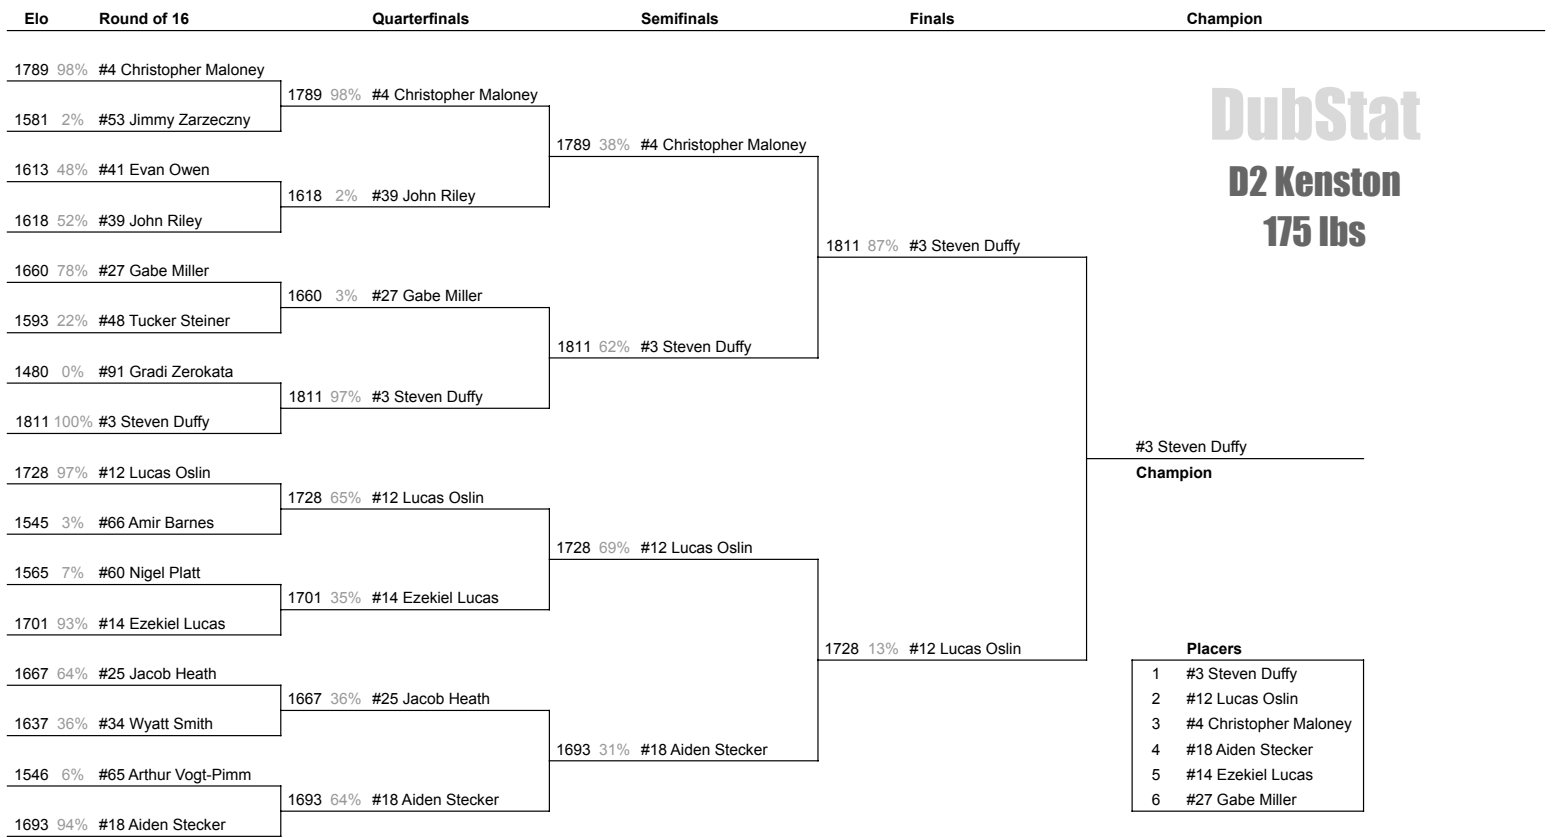 Elo Round of 16 Quarterfinals Semifinals Finals Champion
1789 98% #4 Christopher Maloney
1789 98% #4 Christopher Maloney
1581 2% #53 Jimmy Zarzeczny
DubStat
1789 38% #4 Christopher Maloney
1613 48% #41 Evan Owen
D2 Kenston
1618 2% #39 John Riley
1618 52% #39 John Riley
175 lbs
1811 87% #3 Steven Duffy
1660 78% #27 Gabe Miller
1660 3% #27 Gabe Miller
1593 22% #48 Tucker Steiner
1811 62% #3 Steven Duffy
1480 0% #91 Gradi Zerokata
1811 97% #3 Steven Duffy
1811 100% #3 Steven Duffy
#3 Steven Duffy
1728 97% #12 Lucas Oslin
Champion
1728 65% #12 Lucas Oslin
1545 3% #66 Amir Barnes
1728 69% #12 Lucas Oslin
1565 7% #60 Nigel Platt
1701 35% #14 Ezekiel Lucas
1701 93% #14 Ezekiel Lucas
1728 13% #12 Lucas Oslin
Placers
1667 64% #25 Jacob Heath
1 #3 Steven Duffy
1667 36% #25 Jacob Heath
2 #12 Lucas Oslin
1637 36% #34 Wyatt Smith
3 #4 Christopher Maloney
1693 31% #18 Aiden Stecker
4 #18 Aiden Stecker
1546 6% #65 Arthur Vogt-Pimm
5 #14 Ezekiel Lucas
1693 64% #18 Aiden Stecker
6 #27 Gabe Miller
1693 94% #18 Aiden Stecker